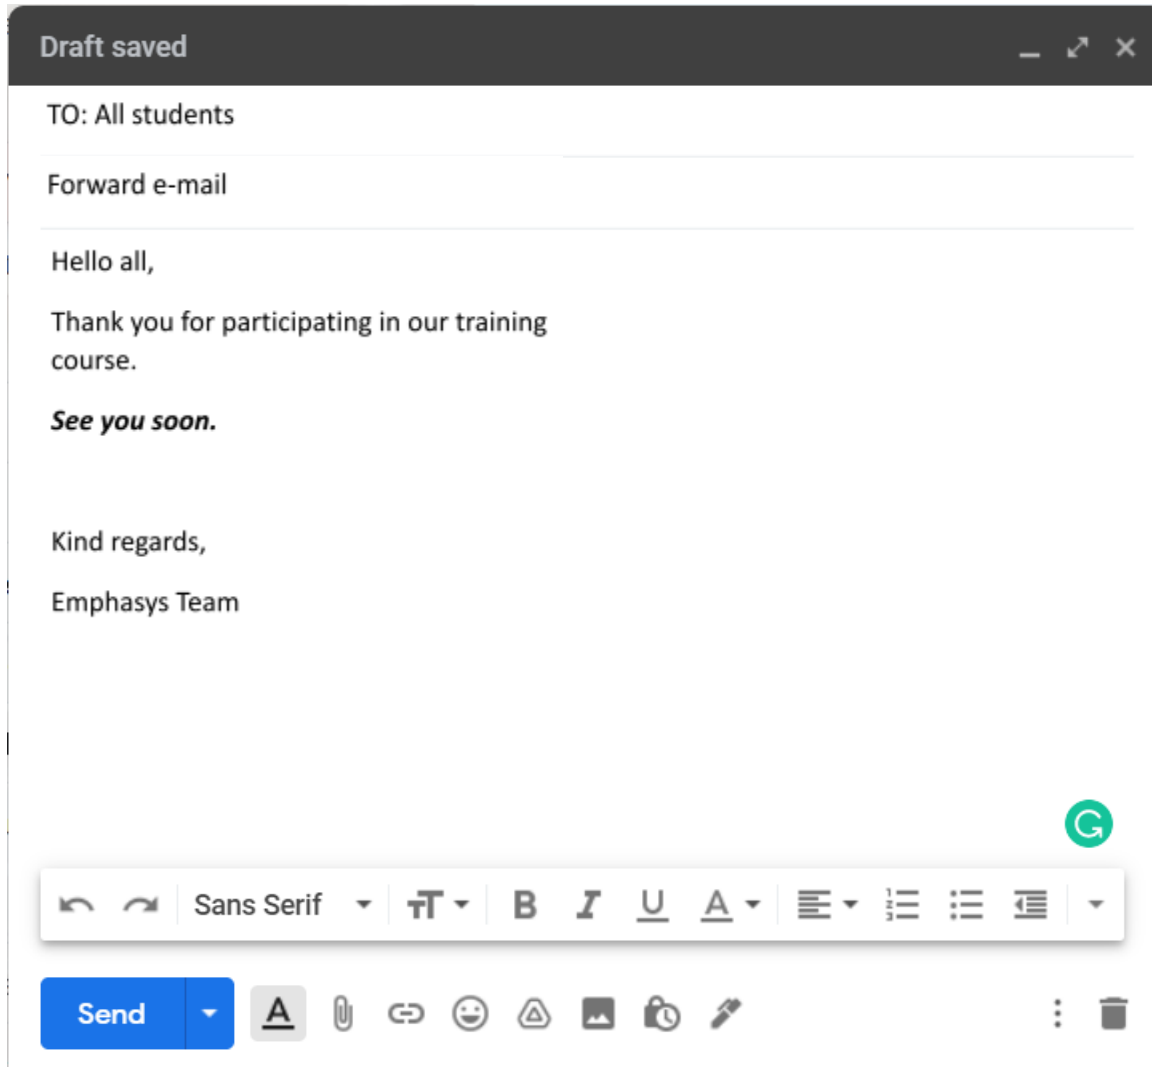 Draft saved
TO: All students
Forward e-mail
Hello all,
Thank you for participating in our training
course.
See you soon.
Kind regards,
Emphasys Team
Sans Serif
Send